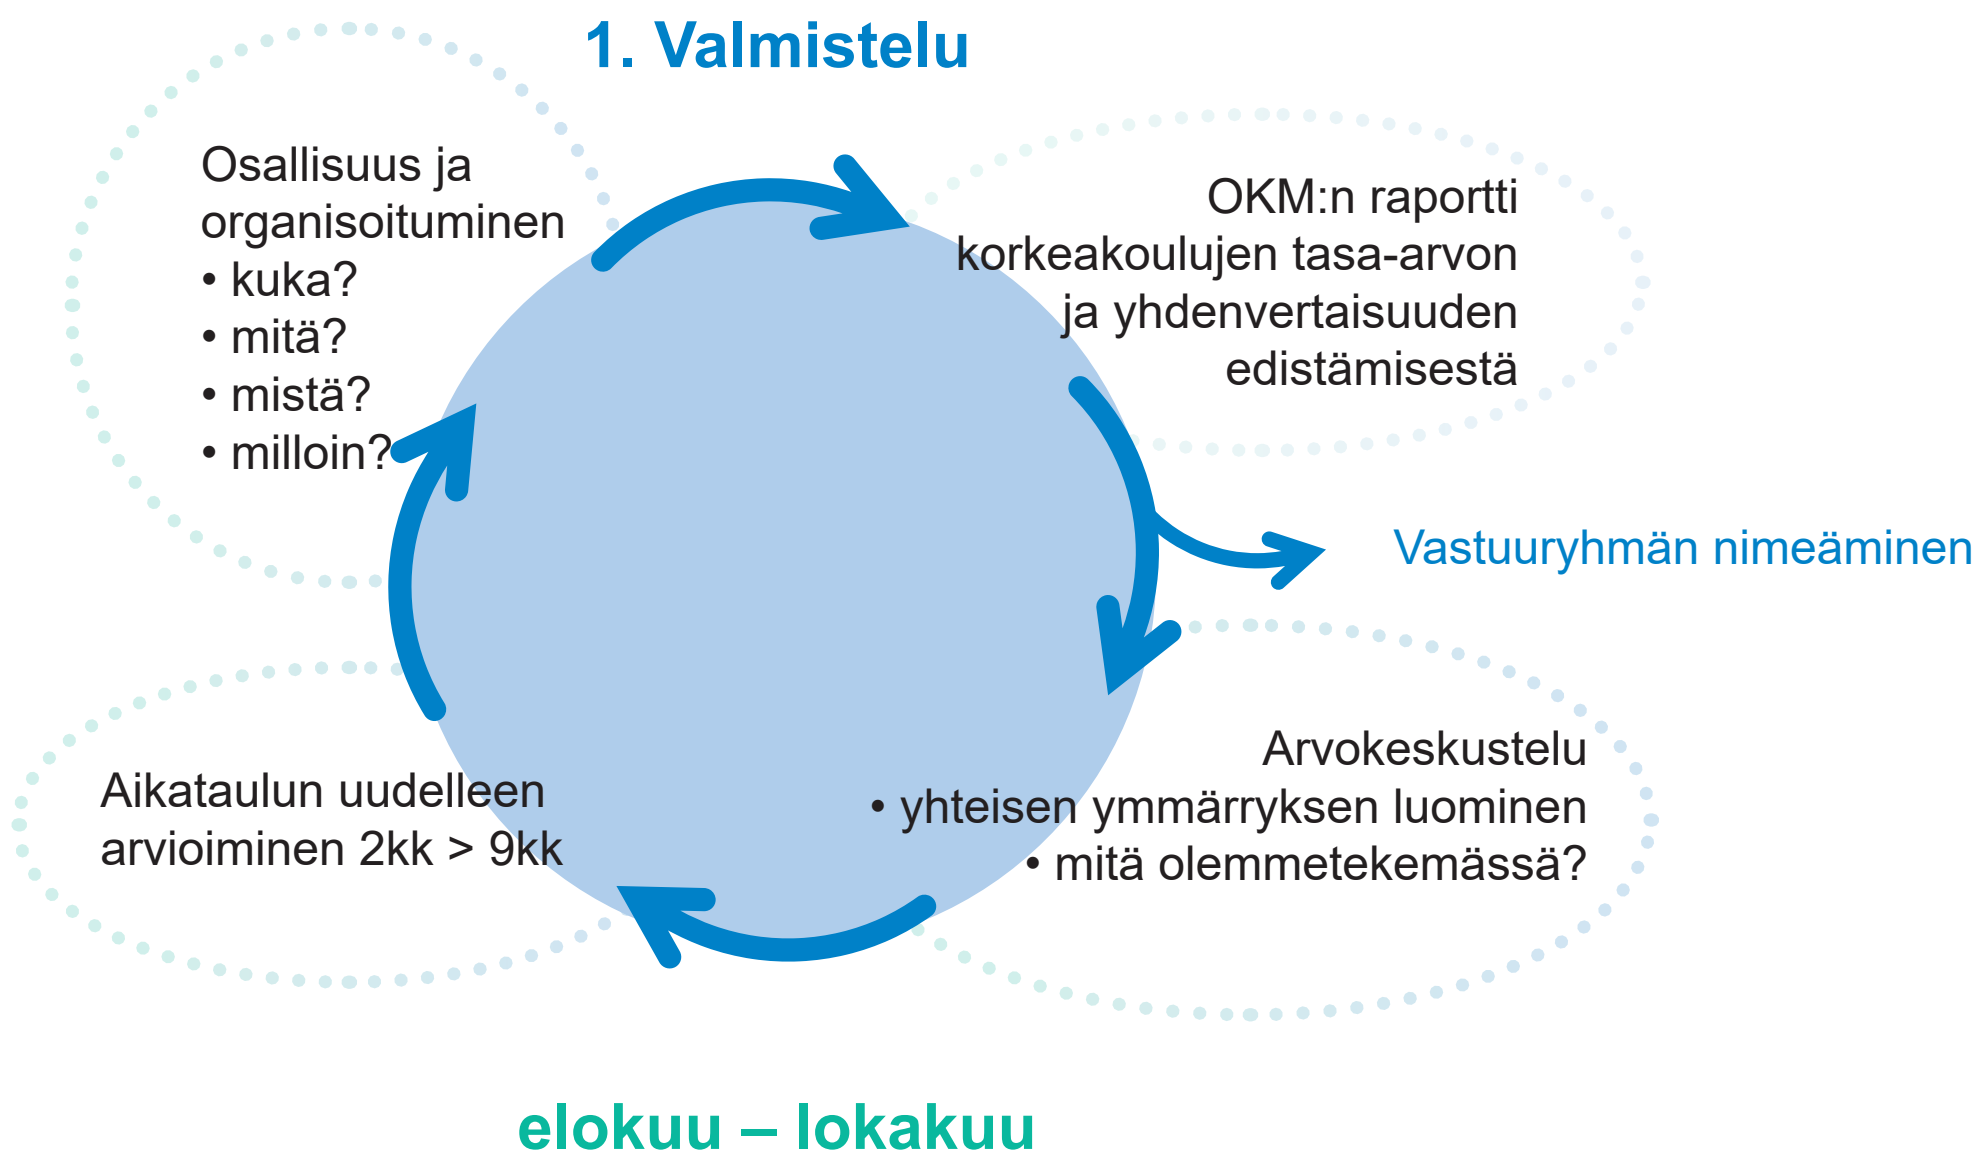 1. Valmistelu
Osallisuus ja
organisoituminen
• kuka?
• mitä?
• mistä?
• milloin?
OKM:n raportti
korkeakoulujen tasa-arvon
ja yhdenvertaisuuden
edistämisestä
Vastuuryhmän nimeäminen
Arvokeskustelu
• yhteisen ymmärryksen luominen
• mitä olemmetekemässä?
Aikataulun uudelleen
arvioiminen 2kk > 9kk
elokuu – lokakuu